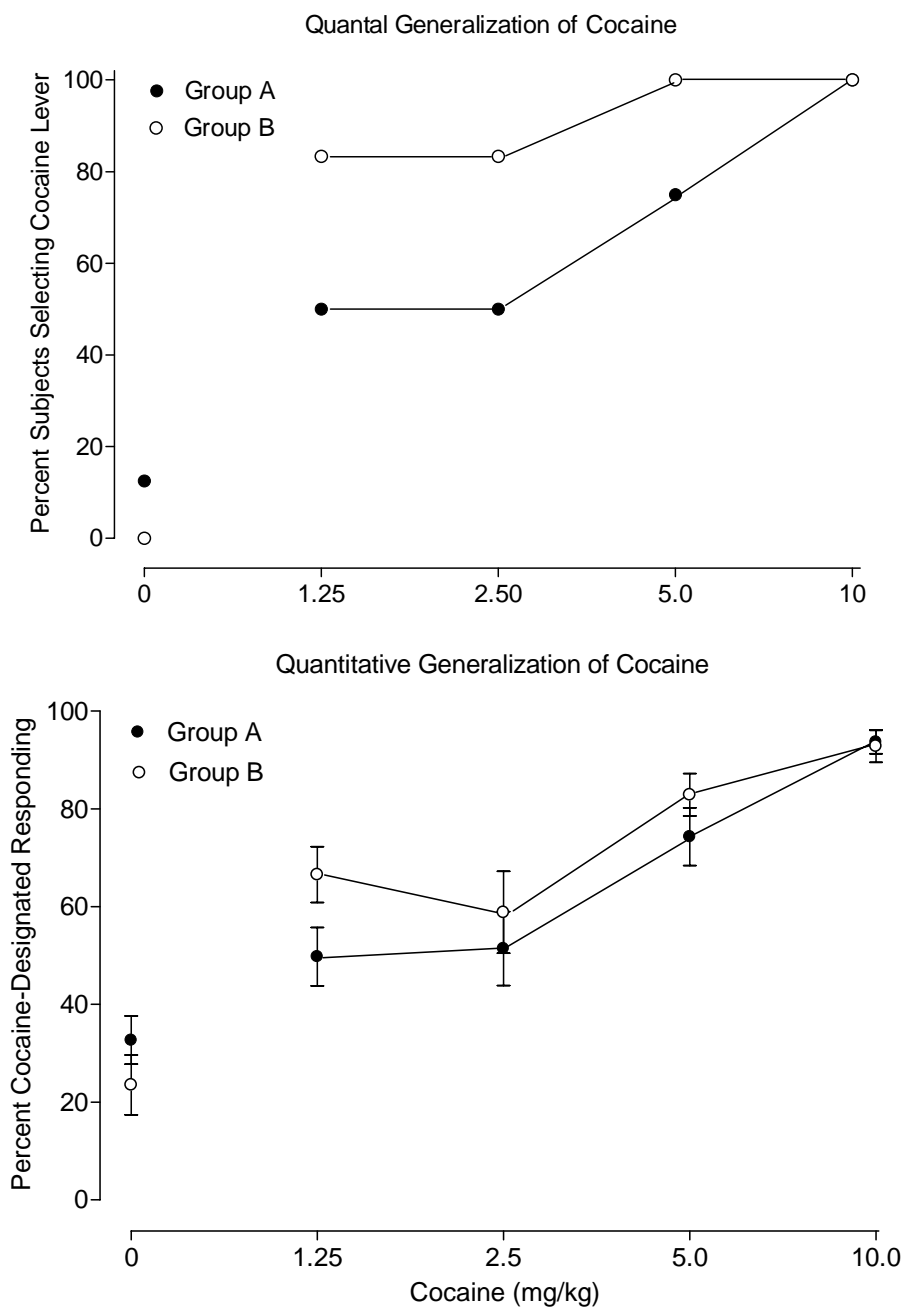 Quantal Generalization of Cocaine
Percent Subjects Selecting Cocaine Lever
100
80
60
40
20
0
Group A
Group B
0 1.25 2.50 5.0 10
Quantitative Generalization of Cocaine
Percent Cocaine-Designated Responding
100
80
60
40
20
0
Group A
Group B
0 1.25 2.5 5.0 10.0
Cocaine (mg/kg)